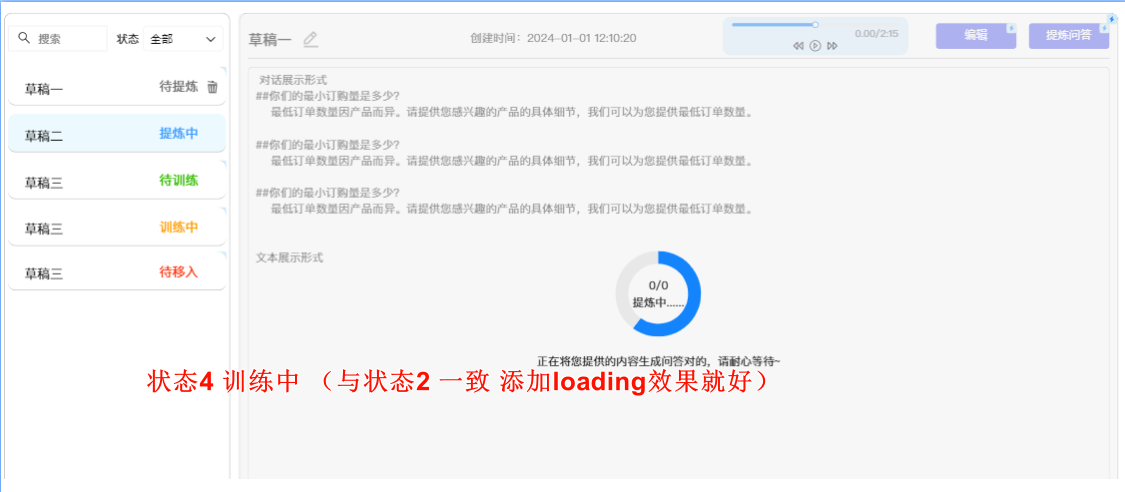 搜索 状态 全部
草稿一 待提炼
草稿二 提炼中
草稿三 待训练
草稿三 训练中
草稿三 待移入
草稿一 创建时间：2024-01-01 12:10:20 0.00/2:15 编辑 提炼问答
对话展示形式
##你们的最小订购量是多少?
最低订单数量因产品而异。请提供您感兴趣的产品的具体细节，我们可以为您提供最低订单数量。
##你们的最小订购量是多少?
最低订单数量因产品而异。请提供您感兴趣的产品的具体细节，我们可以为您提供最低订单数量。
##你们的最小订购量是多少?
最低订单数量因产品而异。请提供您感兴趣的产品的具体细节，我们可以为您提供最低订单数量。
文本展示形式
0/0
提炼中......
正在将您提供的内容生成问答对的，请耐心等待~
状态4 训练中 （与状态2 一致 添加loading效果就好）